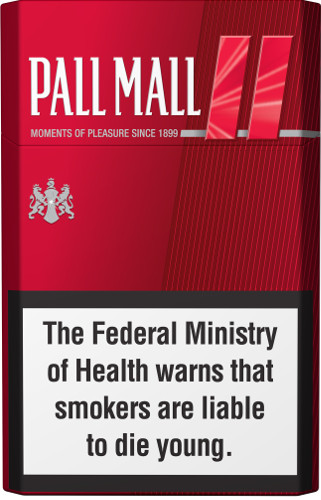 PALL MALL
MOMENTS OF PLEASURE SINCE 1899
The Federal Ministry
of Health warns that
smokers are liable
to die young.